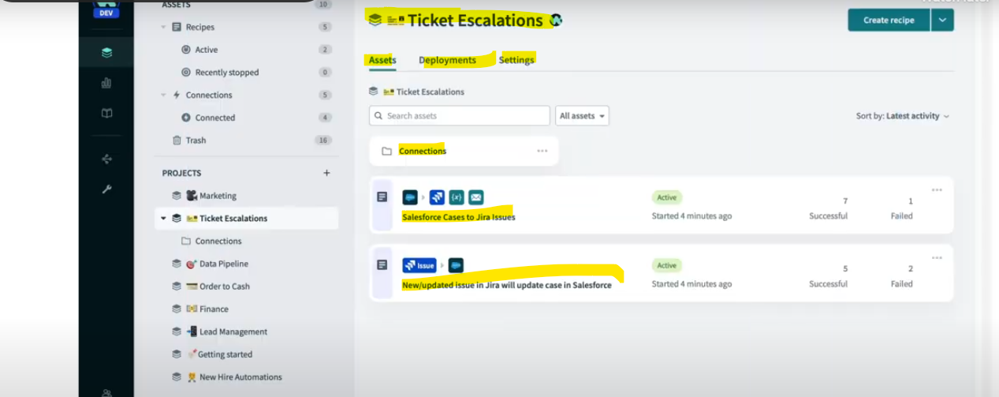 DEV
ASSETS 10
Recipes 5
Active 2
Recently stopped 0
Connections 5
Connected 4
Trash 16
PROJECTS +
Marketing
Ticket Escalations
Connections
Data Pipeline
Order to Cash
Finance
Lead Management
Getting started
New Hire Automations
Ticket Escalations
Create recipe
Assets Deployments Settings
Ticket Escalations
Search assets All assets Sort by: Latest activity
Connections
{x} Active 7 1
Salesforce Cases to Jira Issues Started 4 minutes ago Successful Failed
Issue Active 5 2
New/updated issue in Jira will update case in Salesforce Started 4 minutes ago Successful Failed